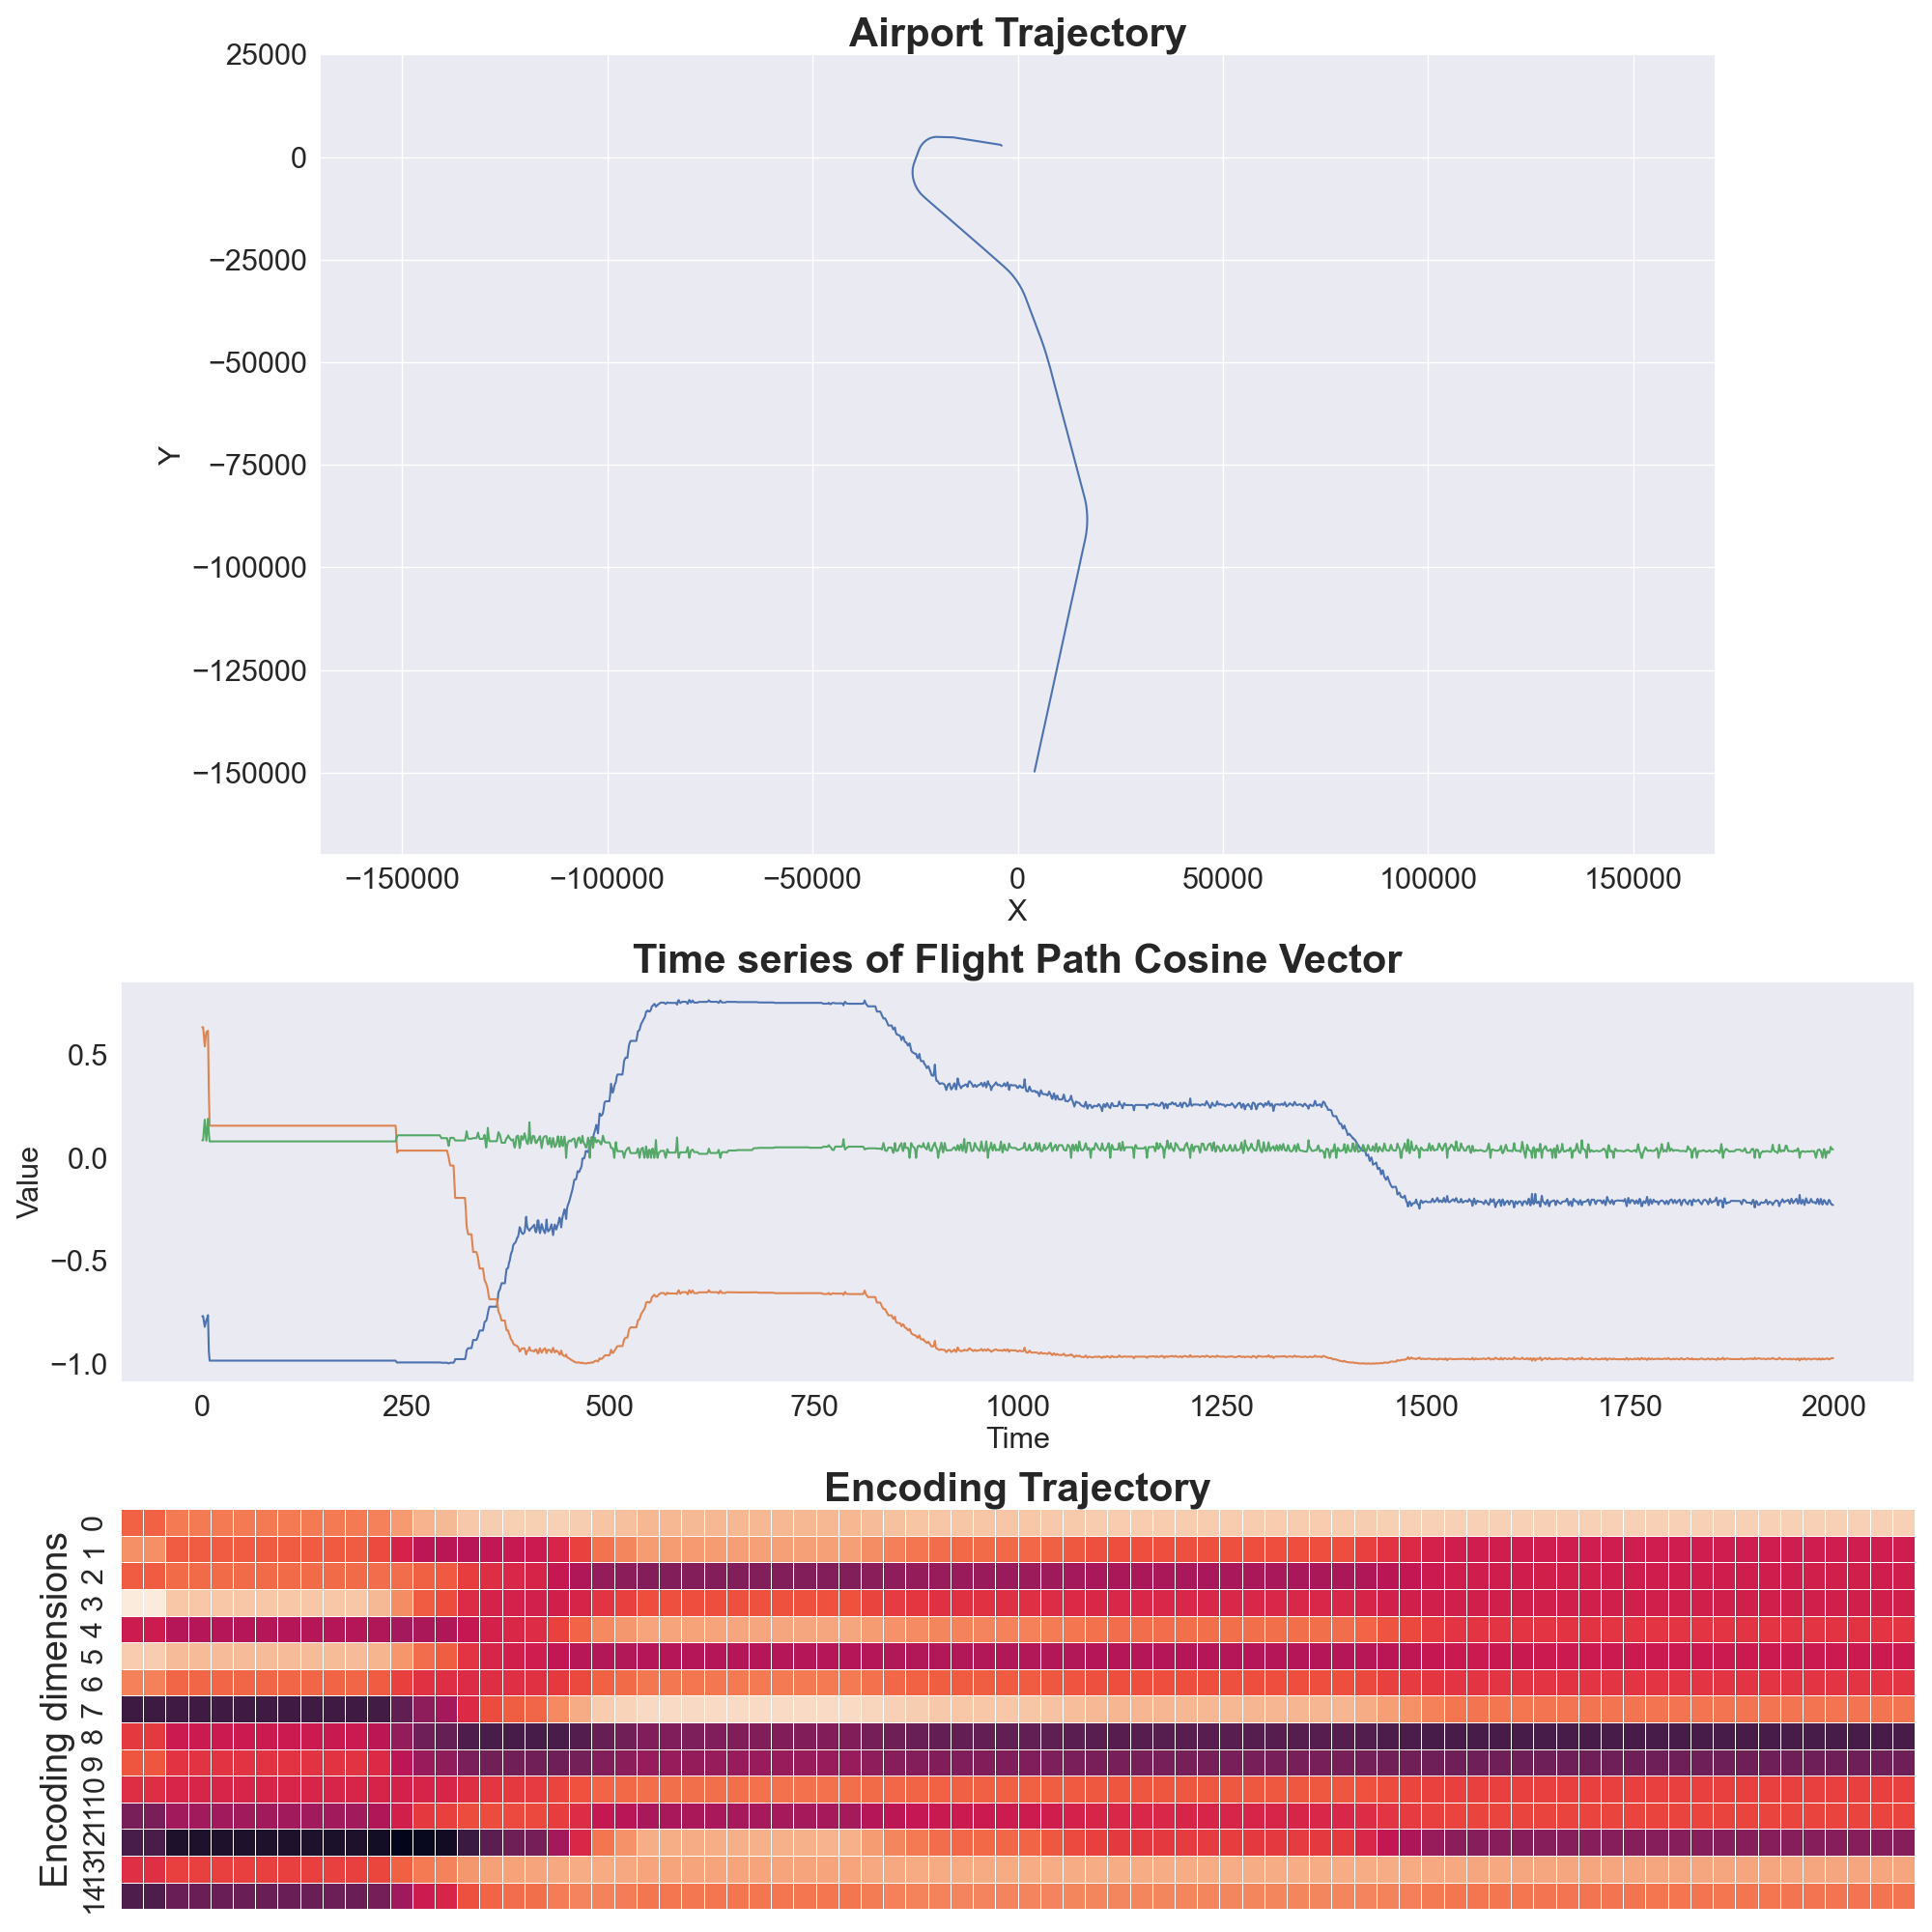 Airport Trajectory
25000
0
−25000
−50000
−75000
−100000
−125000
−150000
Y
−150000 −100000 −50000 0 50000 100000 150000
X
Time series of Flight Path Cosine Vector
0.5
0.0
−0.5
−1.0
Value
0 250 500 750 1000 1250 1500 1750 2000
Time
Encoding Trajectory
Encoding dimensions
0
1
2
3
4
5
6
7
8
9
10
11
12
13
14